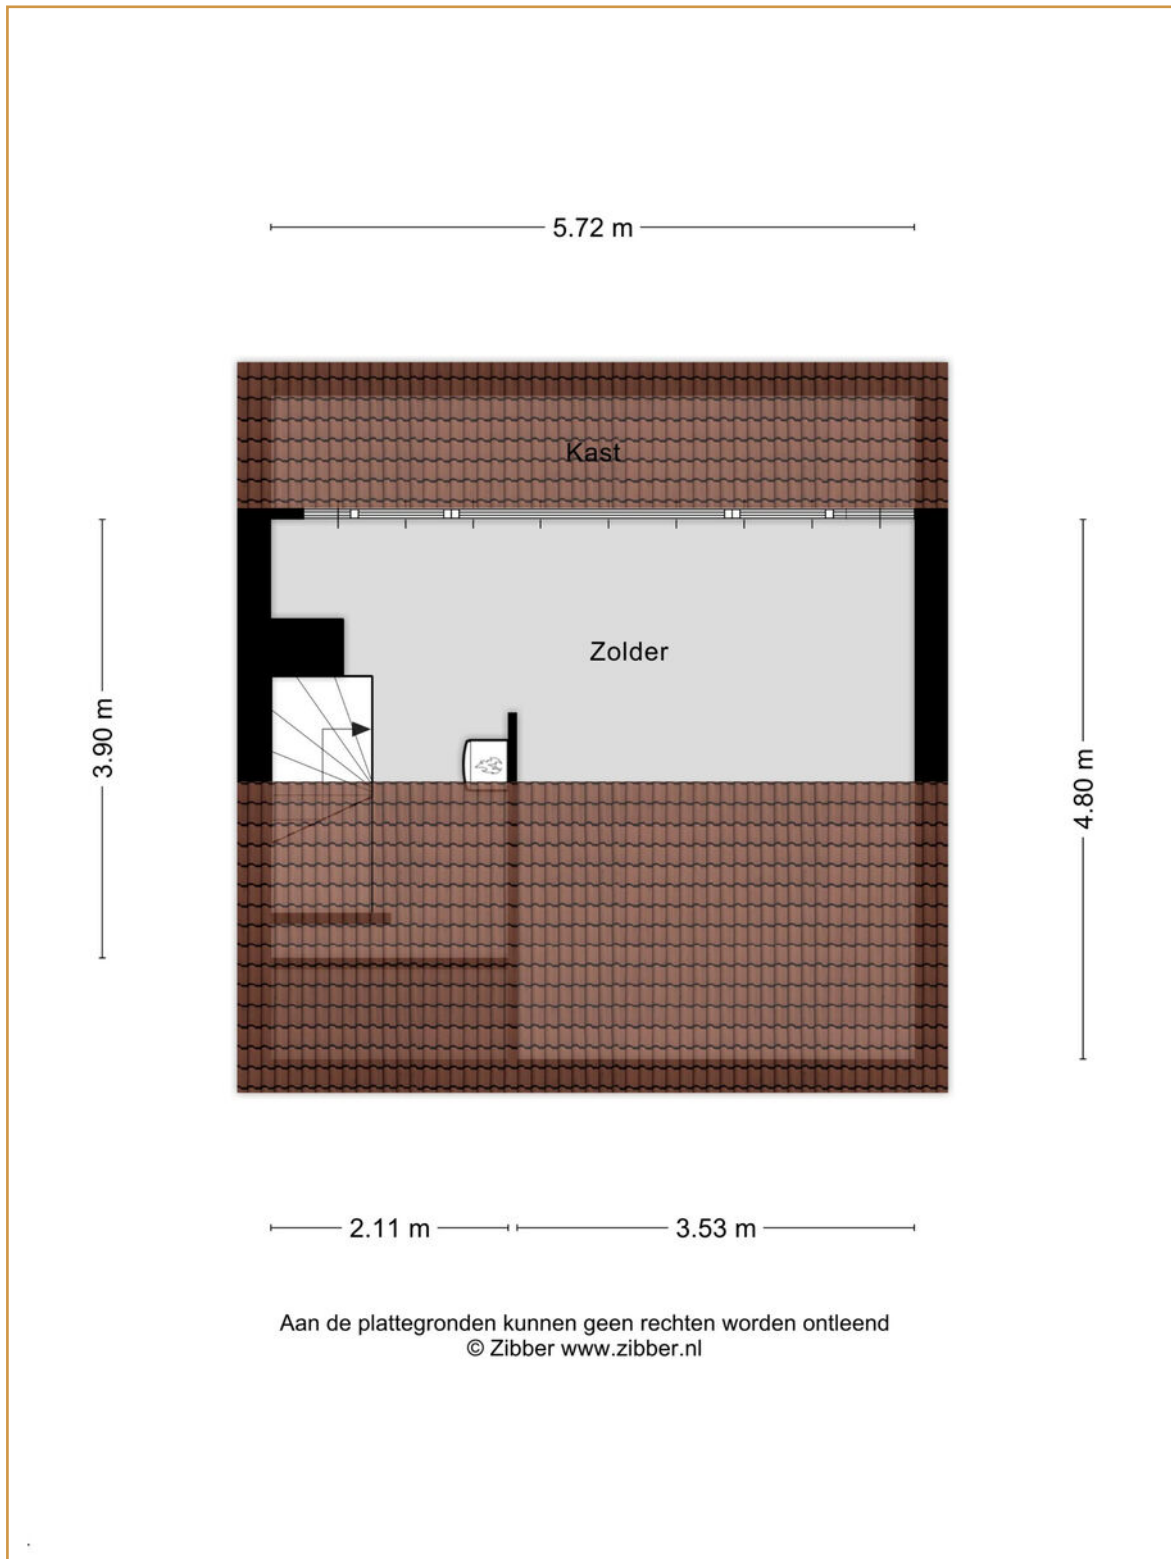 5.72 m
Kast
Zolder
3.90 m
4.80 m
2.11 m
3.53 m
Aan de plattegronden kunnen geen rechten worden ontleend
© Zibber www.zibber.nl